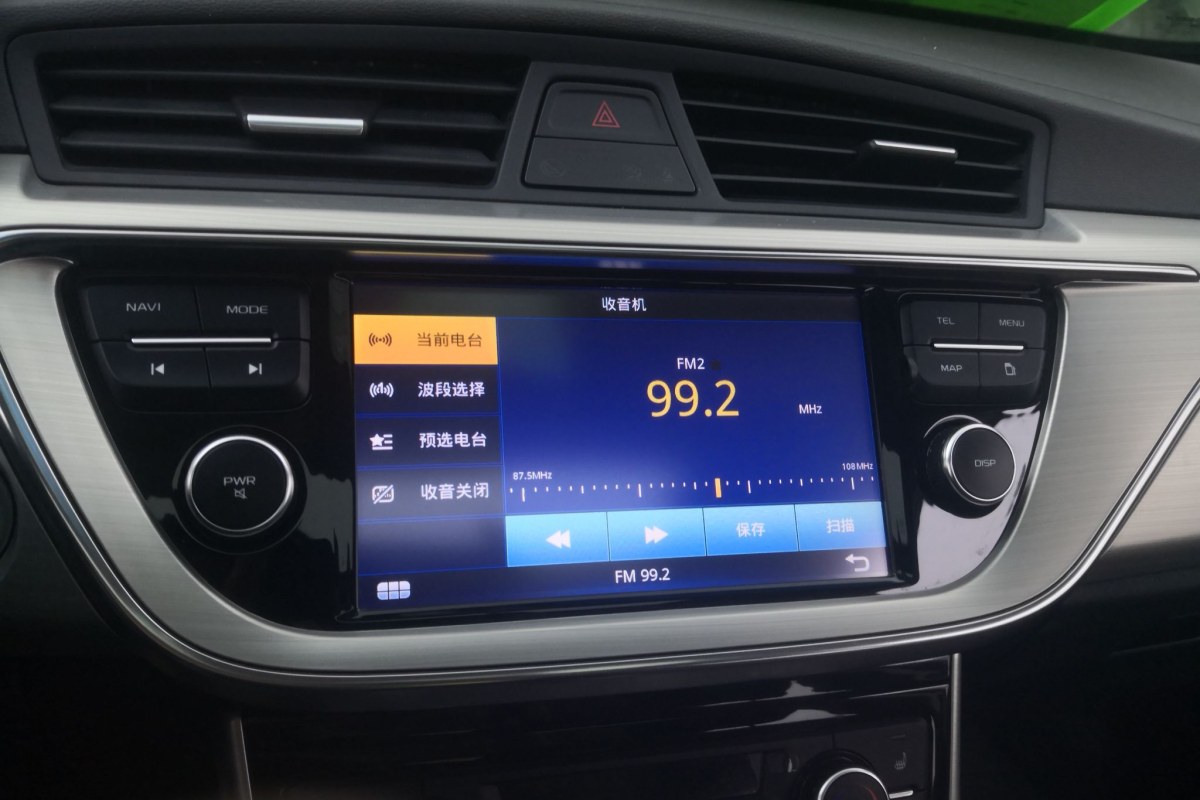 NAVI
MODE
PWR
收音机
当前电台
波段选择
预选电台
收音关闭
FM2
99.2
MHz
87.5MHz
108MHz
保存
扫描
FM 99.2
TEL
MENU
MAP
DISP